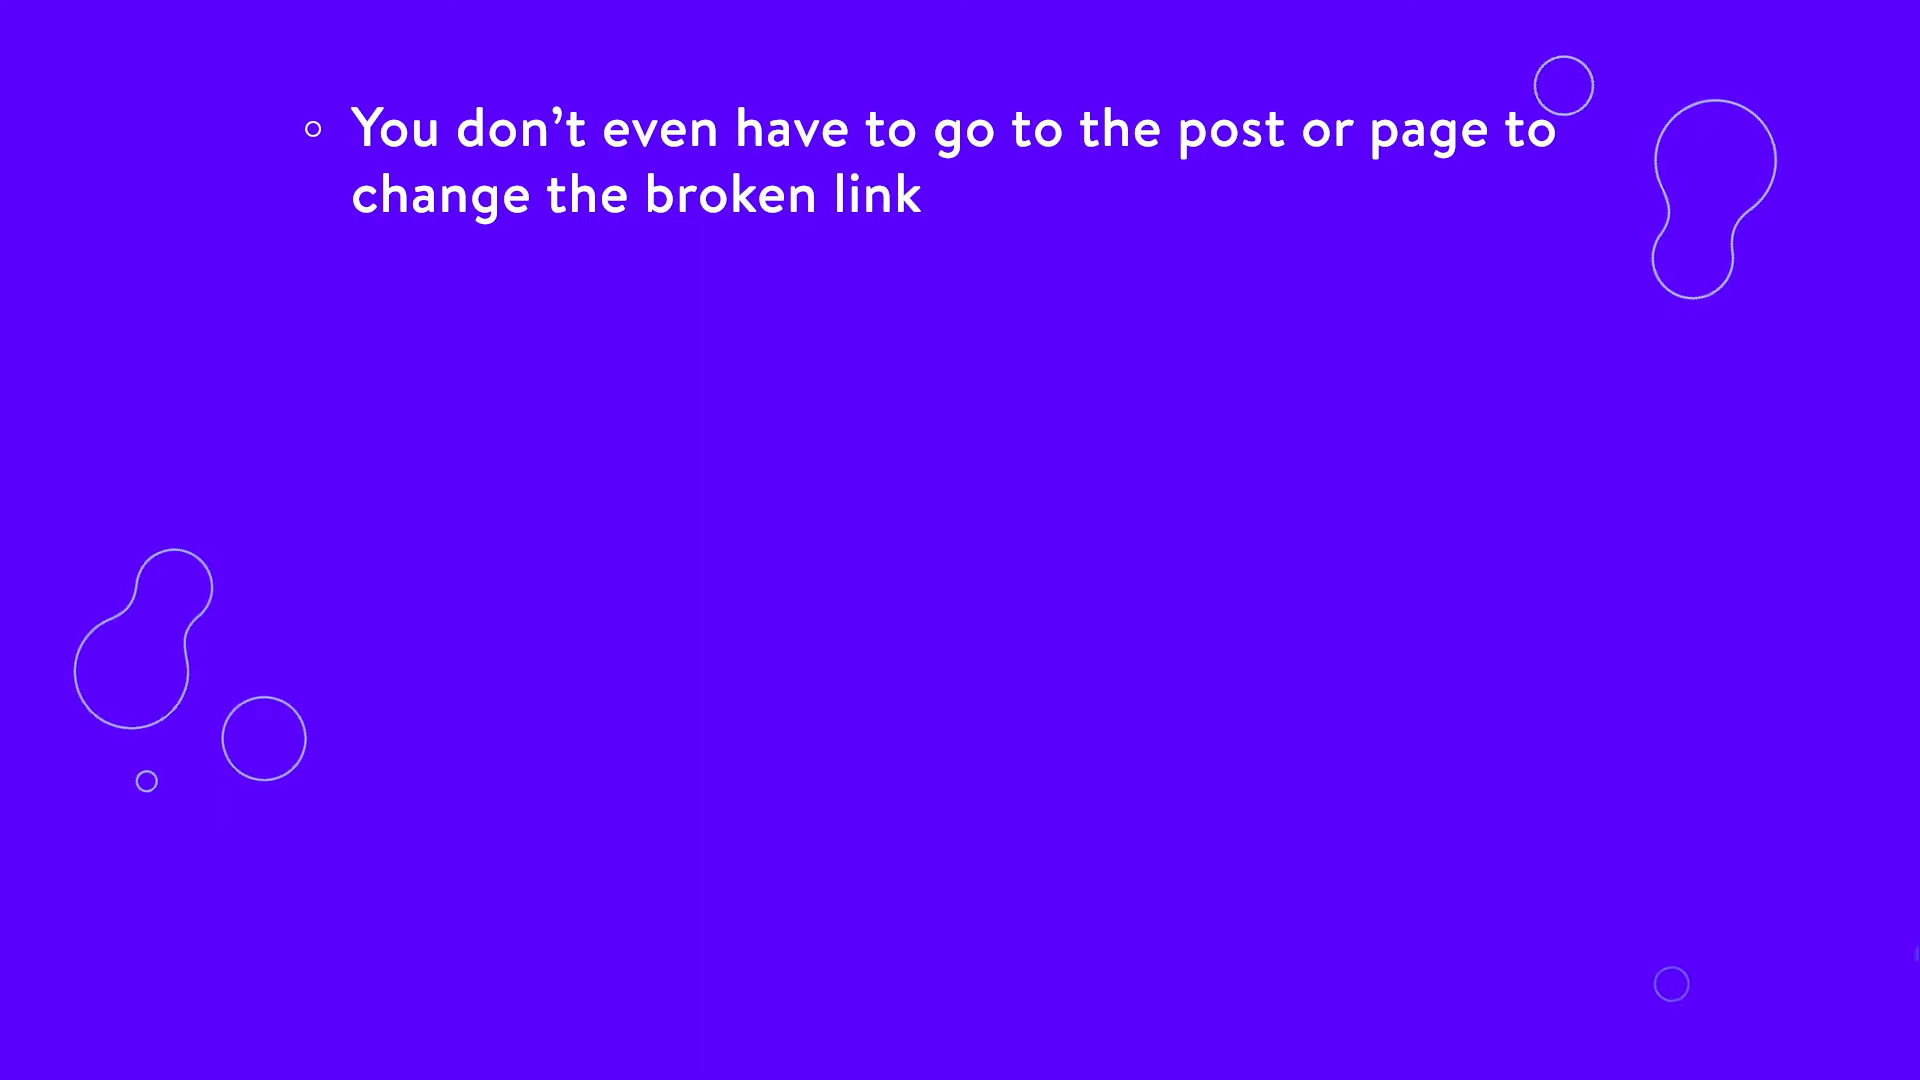 You don’t even have to go to the post or page to
change the broken link